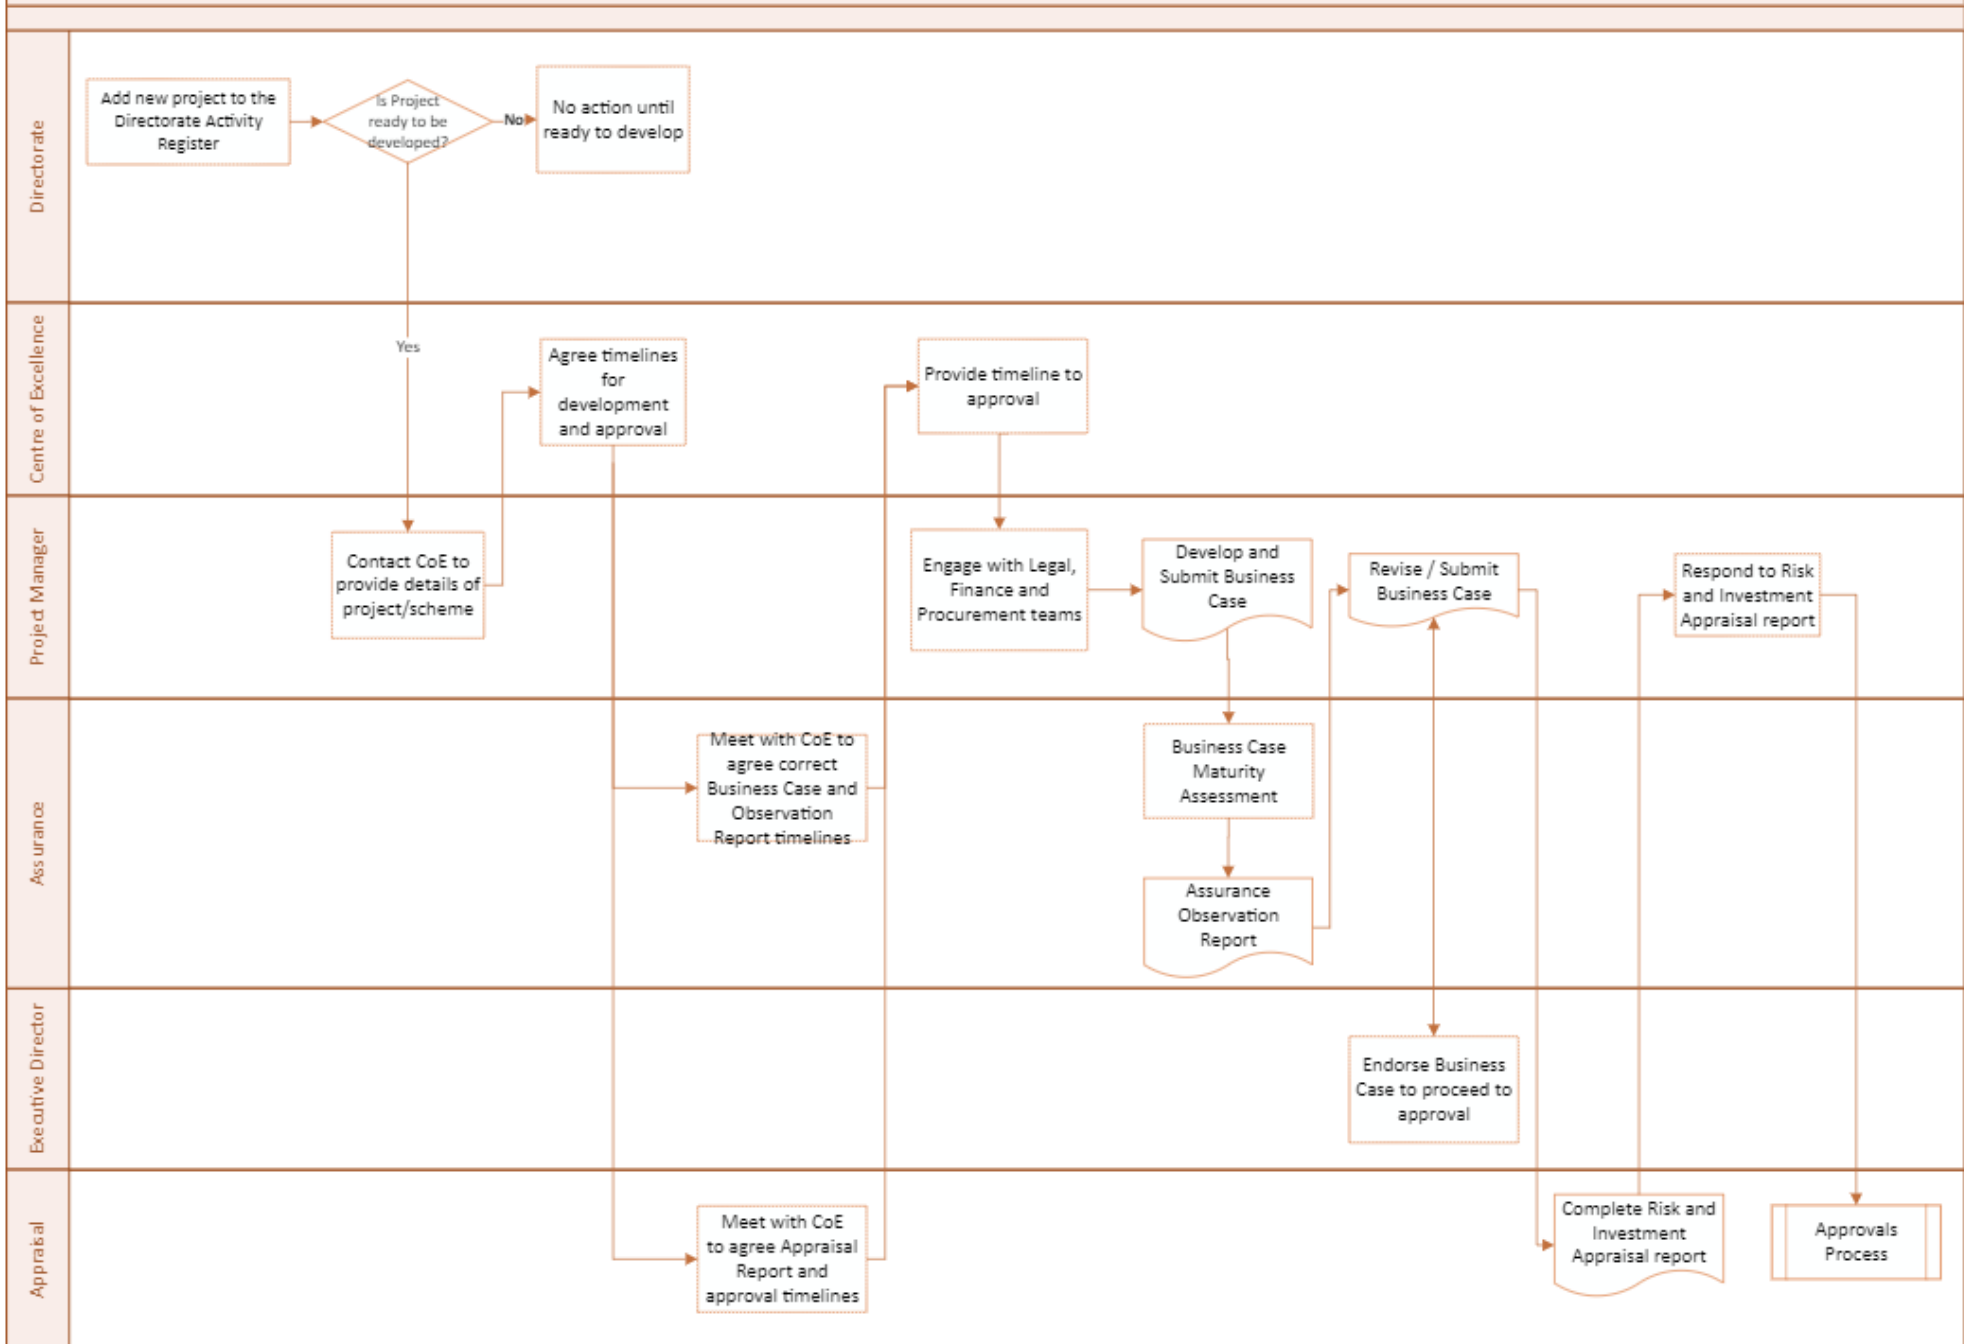 Directorate
Add new project to the
Directorate Activity
Register
Is Project
ready to be
developed?
No
No action until
ready to develop
Yes
Centre of Excellence
Agree timelines
for
development
and approval
Provide timeline to
approval
Project Manager
Contact CoE to
provide details of
project/scheme
Engage with Legal,
Finance and
Procurement teams
Develop and
Submit Business
Case
Revise / Submit
Business Case
Respond to Risk
and Investment
Appraisal report
Assurance
Meet with CoE to
agree correct
Business Case and
Observation
Report timelines
Business Case
Maturity
Assessment
Assurance
Observation
Report
Executive Director
Endorse Business
Case to proceed to
approval
Appraisal
Meet with CoE
to agree Appraisal
Report and
approval timelines
Complete Risk and
Investment
Appraisal report
Approvals
Process